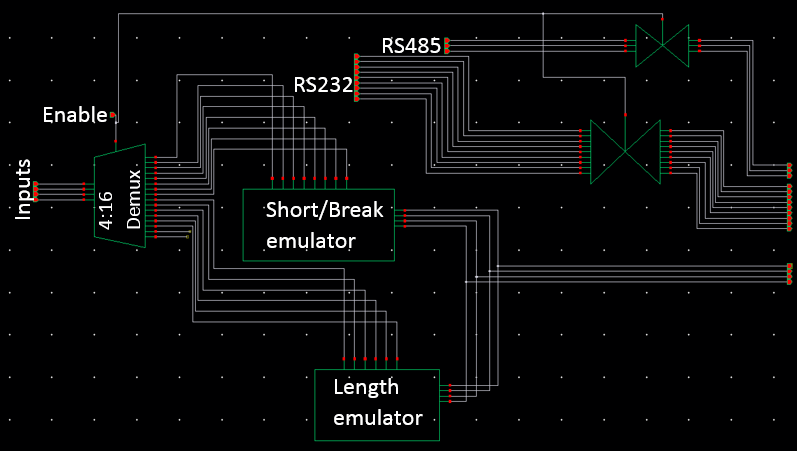 RS485
RS232
Enable
Inputs
4:16
Demux
Short/Break
emulator
Length
emulator